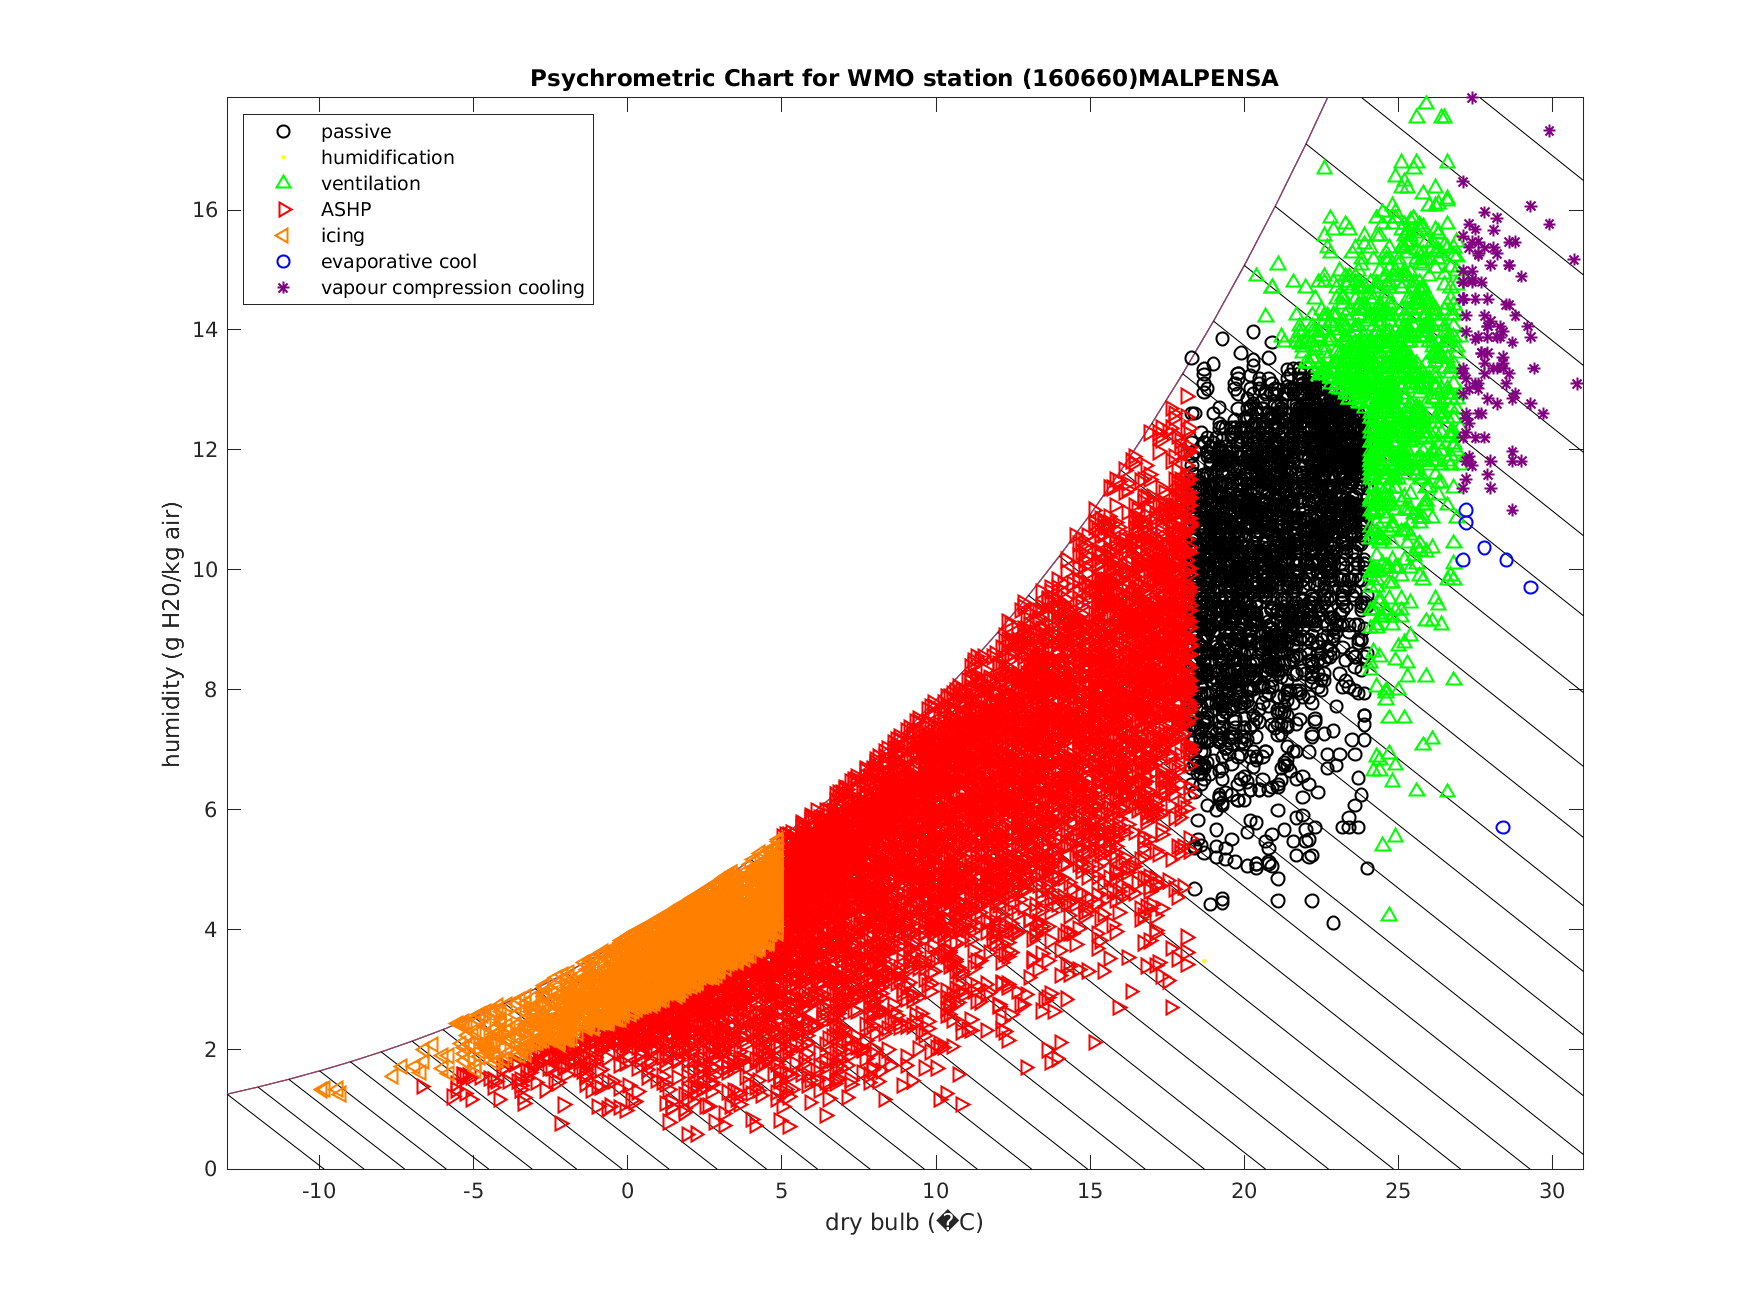 Psychrometric Chart for WMO station (160660)MALPENSA
passive
humidification
ventilation
ASHP
icing
evaporative cool
vapour compression cooling
humidity (g H20/kg air)
16
14
12
10
8
6
4
2
0
-10 -5 0 5 10 15 20 25 30
dry bulb (�C)